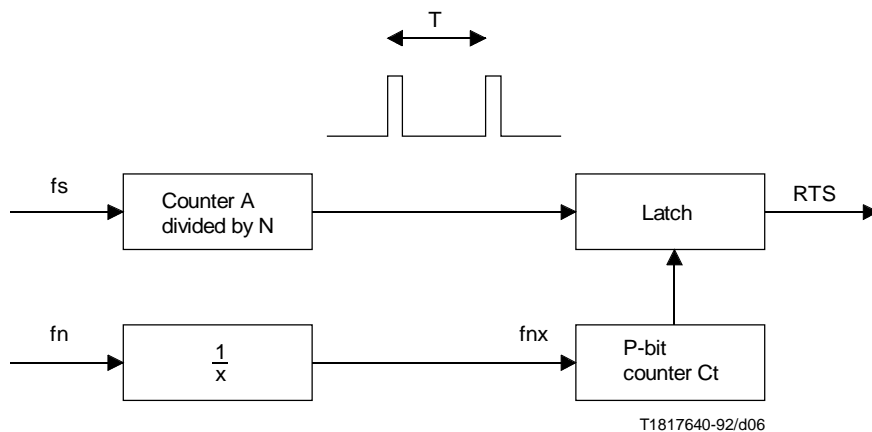 T
fs
Counter A
divided by N
Latch
RTS
fn
1
x
fnx
P-bit
counter Ct
T1817640-92/d06